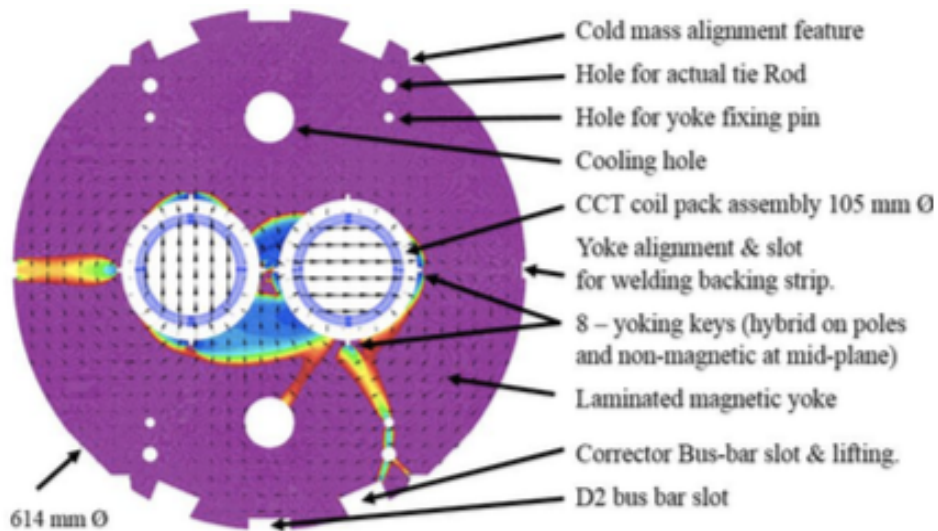 Cold mass alignment feature
Hole for actual tie Rod
Hole for yoke fixing pin
Cooling hole
CCT coil pack assembly 105 mm Ø
Yoke alignment & slot
for welding backing strip.
8 – yoking keys (hybrid on poles
and non-magnetic at mid-plane)
Laminated magnetic yoke
Corrector Bus-bar slot & lifting.
D2 bus bar slot
614 mm Ø